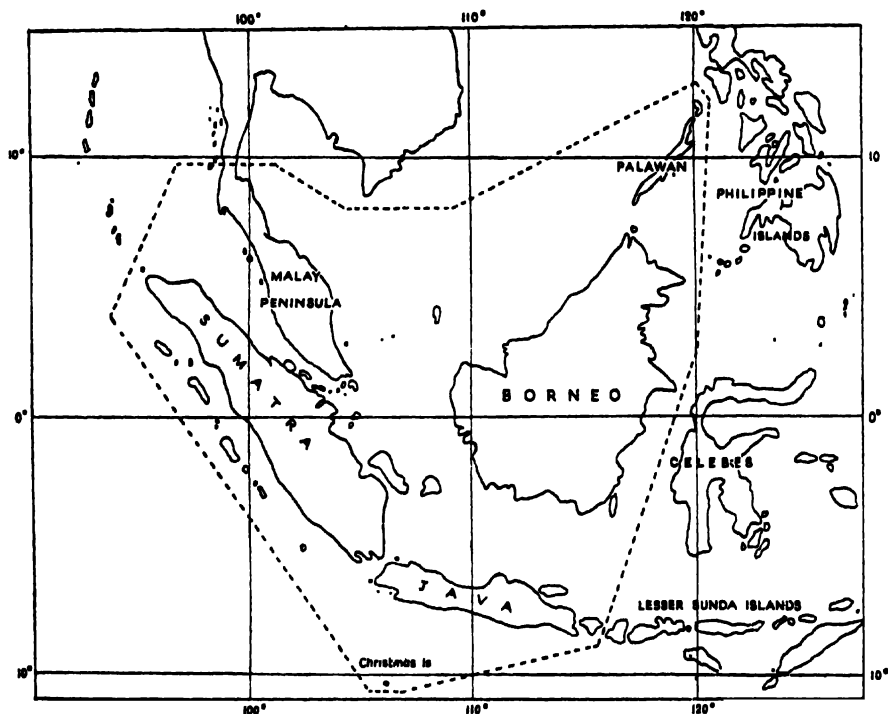 100° 110° 120°
10° 10°
PALAWAN
PHILIPPINE
ISLANDS
MALAY
PENINSULA
SUMATRA
BORNEO
0° 0°
CELEBES
JAVA
LESSER SUNDA ISLANDS
Christmas Is
10° 10°
100° 110° 120°